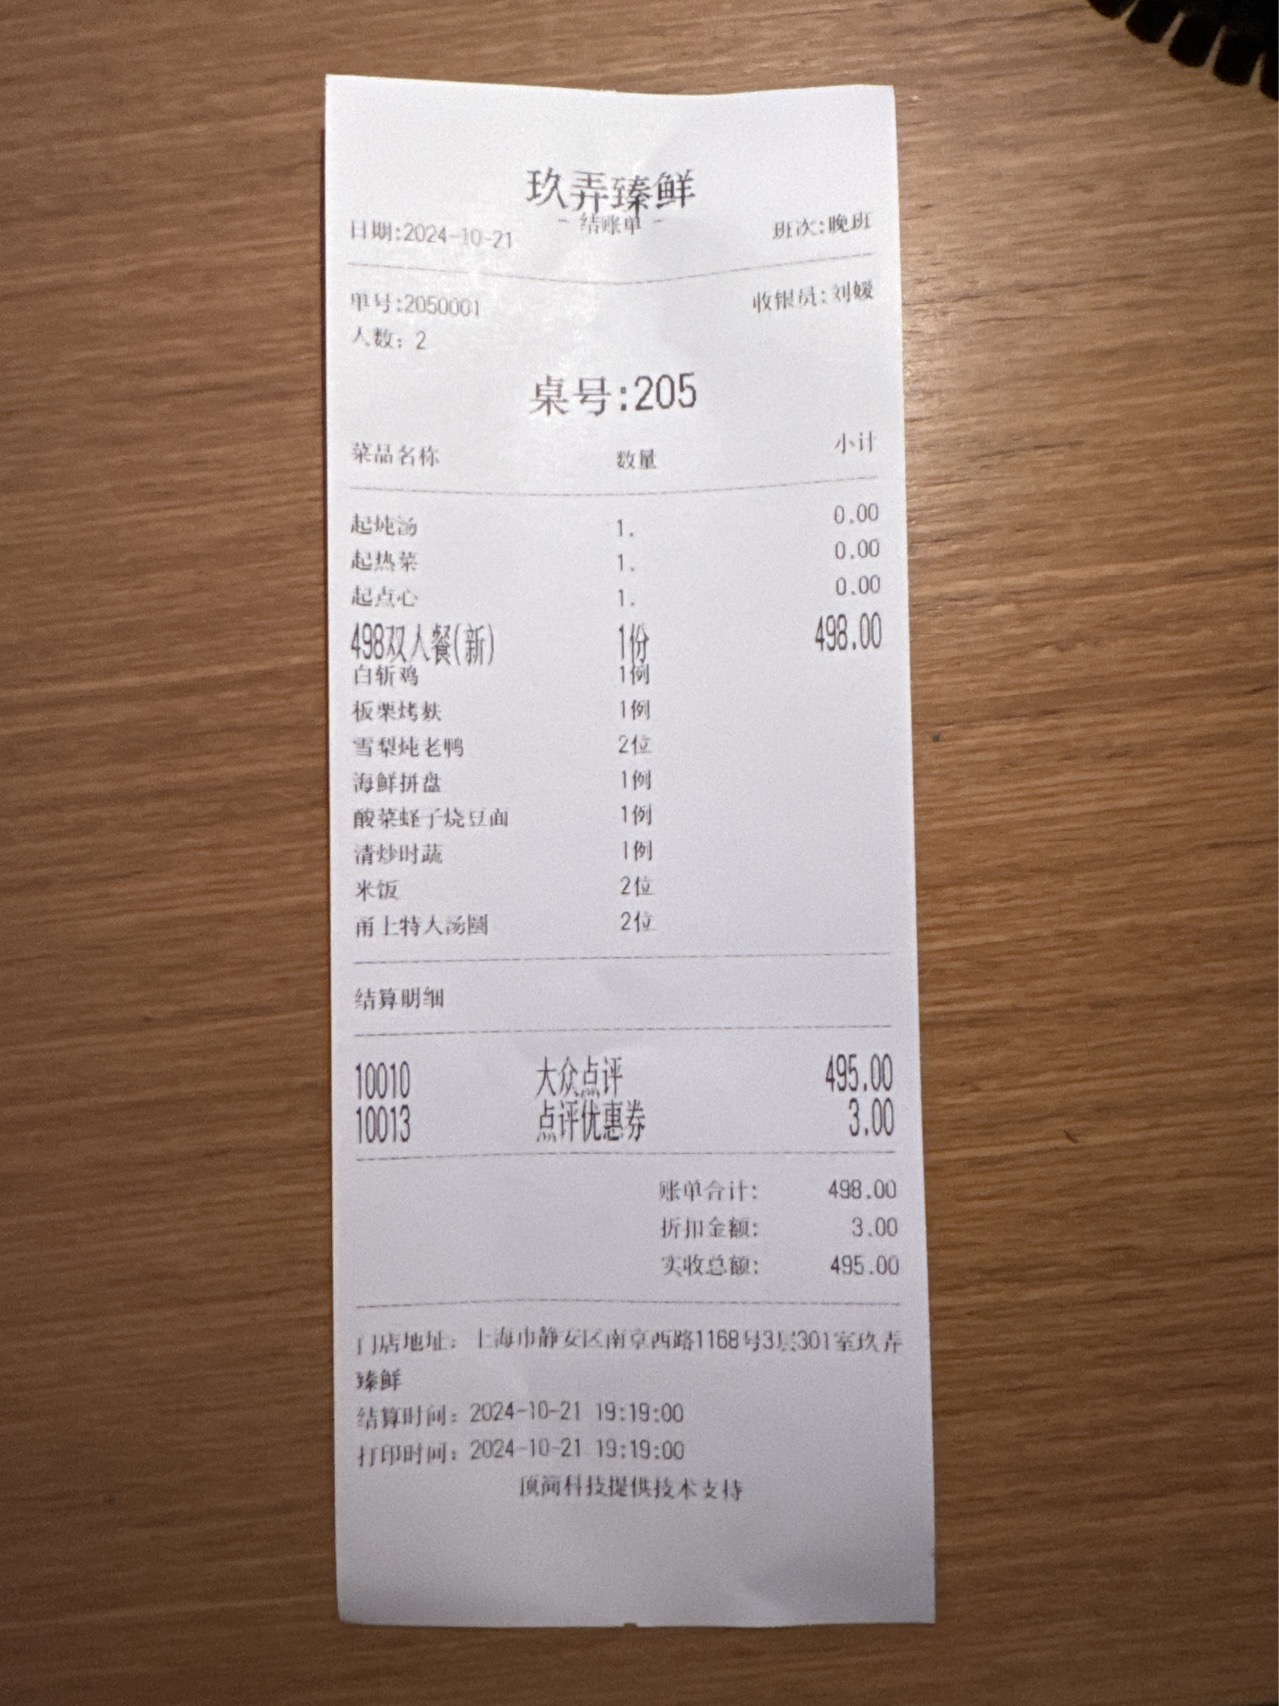 玖弄臻鲜
- 结账单 -
日期:2024-10-21 班次:晚班
单号:2050001 收银员:刘媛
人数: 2
桌号:205
菜品名称 数量 小计
起炖汤 1. 0.00
起热菜 1. 0.00
起点心 1. 0.00
498双人餐(新) 1份 498.00
白斩鸡 1例
板栗烤麸 1例
雪梨炖老鸭 2位
海鲜拼盘 1例
酸菜蛏子烧豆面 1例
清炒时蔬 1例
米饭 2位
甬上特大汤圆 2位
结算明细
10010 大众点评 495.00
10013 点评优惠券 3.00
账单合计: 498.00
折扣金额: 3.00
实收总额: 495.00
门店地址: 上海市静安区南京西路1168号3层301室玖弄
臻鲜
结算时间: 2024-10-21 19:19:00
打印时间: 2024-10-21 19:19:00
顶简科技提供技术支持